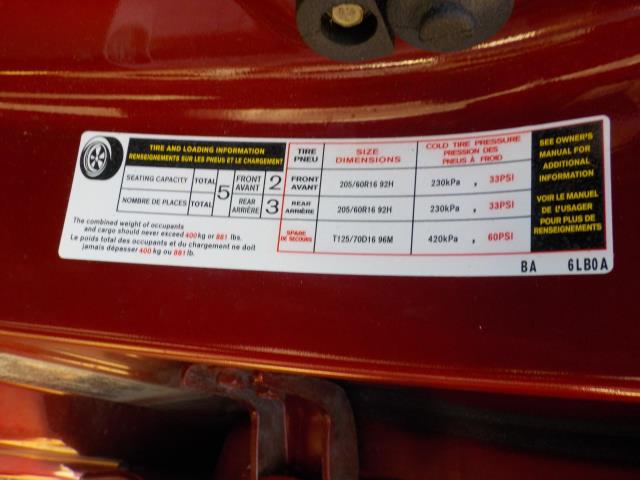 TIRE AND LOADING INFORMATION
RENSEIGNEMENTS SUR LES PNEUS ET LE CHARGEMENT
SEATING CAPACITY TOTAL 5 FRONT AVANT 2
NOMBRE DE PLACES TOTAL REAR ARRIÈRE 3
The combined weight of occupants
and cargo should never exceed 400 kg or 881 lbs.
Le poids total des occupants et du chargement ne doit
jamais dépasser 400 kg ou 881 lb.
TIRE PNEU SIZE DIMENSIONS COLD TIRE PRESSURE PRESSION DES PNEUS À FROID
FRONT AVANT 205/60R16 92H 230kPa , 33PSI
REAR ARRIÈRE 205/60R16 92H 230kPa , 33PSI
SPARE DE SECOURS T125/70D16 96M 420kPa , 60PSI
SEE OWNER'S
MANUAL FOR
ADDITIONAL
INFORMATION
VOIR LE MANUEL
DE L'USAGER
POUR PLUS DE
RENSEIGNEMENTS
BA 6LB0A